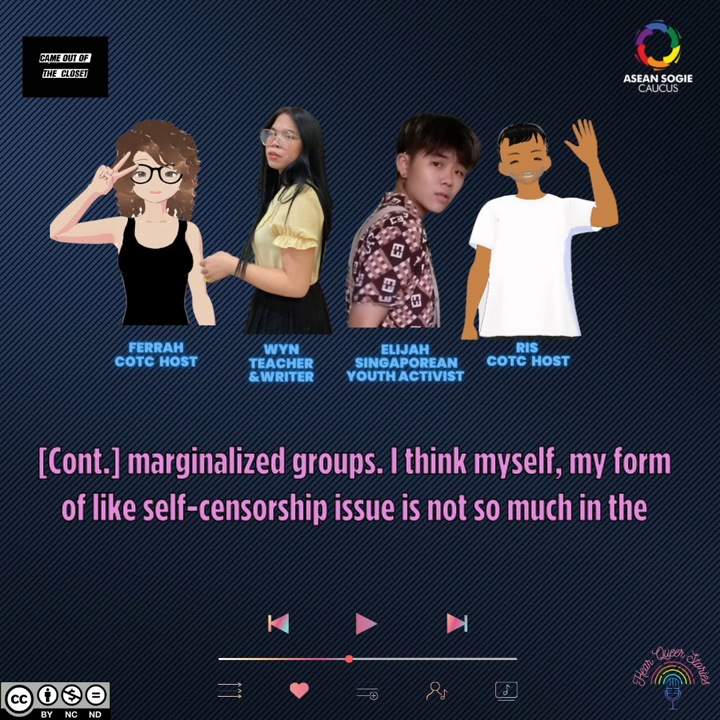 CAME OUT OF
THE CLOSET
ASEAN SOGIE
CAUCUS
FERRAH
COTC HOST
WYN
TEACHER
&WRITER
ELIJAH
SINGAPOREAN
YOUTH ACTIVIST
RIS
COTC HOST
[Cont.] marginalized groups. I think myself, my form
of like self-censorship issue is not so much in the
Hear Queer Stories
cc
BY NC ND